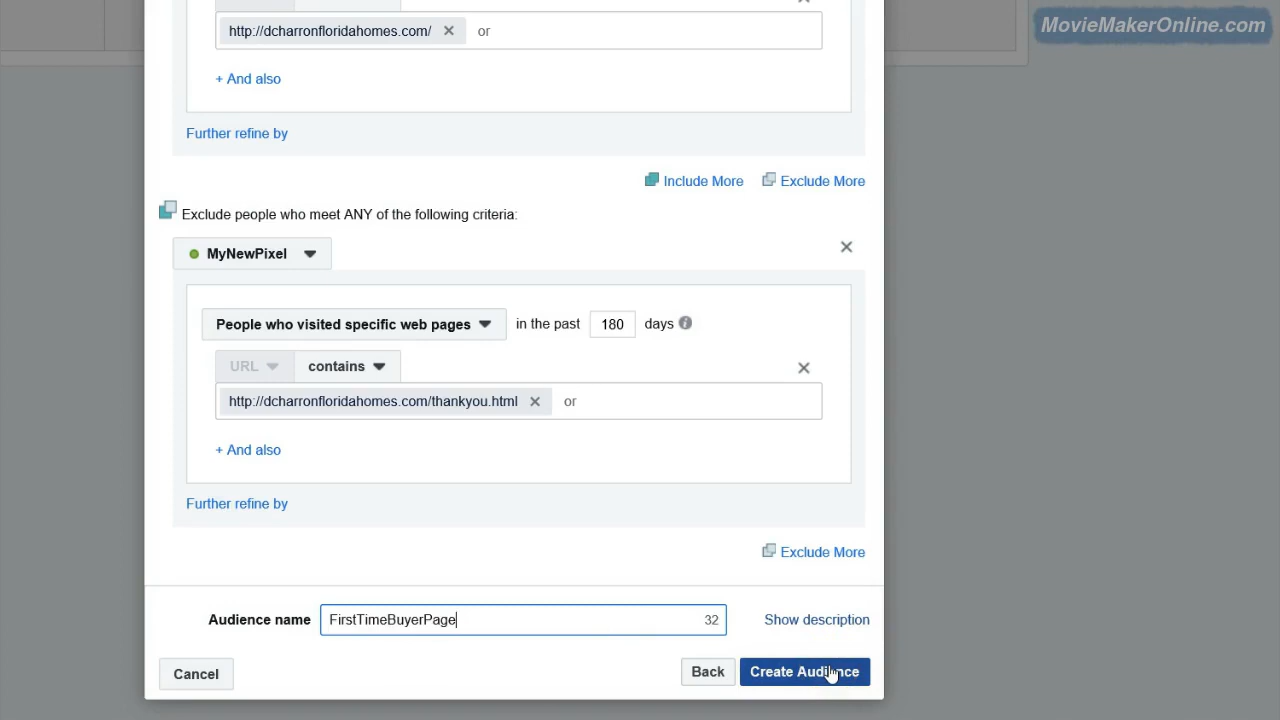 MovieMakerOnline.com
http://dcharronfloridahomes.com/ or
+ And also
Further refine by
Include More Exclude More
Exclude people who meet ANY of the following criteria:
MyNewPixel
People who visited specific web pages in the past 180 days
URL contains
http://dcharronfloridahomes.com/thankyou.html or
+ And also
Further refine by
Exclude More
Audience name FirstTimeBuyerPage 32 Show description
Cancel Back Create Audience